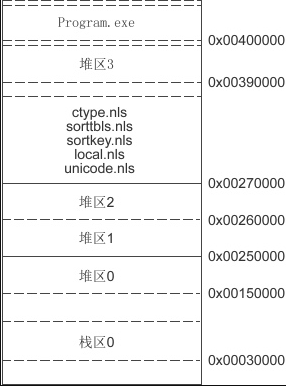 Program.exe
0x00400000
堆区3
0x00390000
ctype.nls
sorttbls.nls
sortkey.nls
local.nls
unicode.nls
0x00270000
堆区2
0x00260000
堆区1
0x00250000
堆区0
0x00150000
栈区0
0x00030000